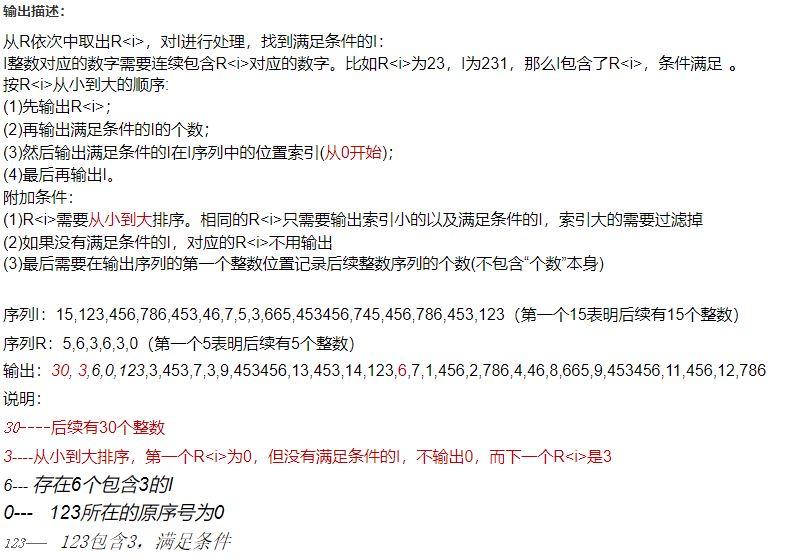 输出描述：
从R依次中取出R<i>，对I进行处理，找到满足条件的I：
I整数对应的数字需要连续包含R<i>对应的数字。比如R<i>为23，I为231，那么I包含了R<i>，条件满足 。
按R<i>从小到大的顺序:
(1)先输出R<i>；
(2)再输出满足条件的I的个数；
(3)然后输出满足条件的I在I序列中的位置索引(从0开始)；
(4)最后再输出I。
附加条件：
(1)R<i>需要从小到大排序。相同的R<i>只需要输出索引小的以及满足条件的I，索引大的需要过滤掉
(2)如果没有满足条件的I，对应的R<i>不用输出
(3)最后需要在输出序列的第一个整数位置记录后续整数序列的个数(不包含“个数”本身)
序列I：15,123,456,786,453,46,7,5,3,665,453456,745,456,786,453,123（第一个15表明后续有15个整数）
序列R：5,6,3,6,3,0（第一个5表明后续有5个整数）
输出：30, 3,6,0,123,3,453,7,3,9,453456,13,453,14,123,6,7,1,456,2,786,4,46,8,665,9,453456,11,456,12,786
说明：
30----后续有30个整数
3----从小到大排序，第一个R<i>为0，但没有满足条件的I，不输出0，而下一个R<i>是3
6--- 存在6个包含3的I
0--- 123所在的原序号为0
123--- 123包含3，满足条件